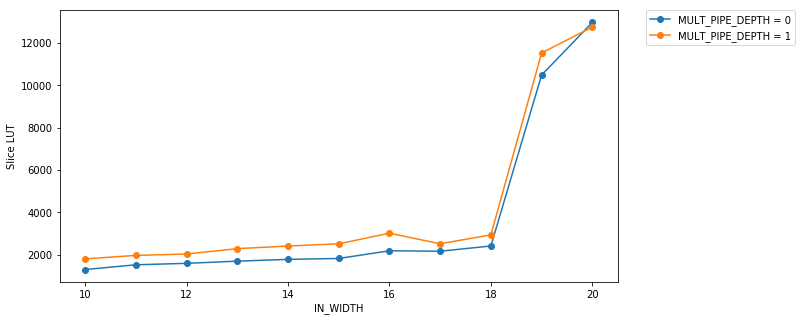 MULT_PIPE_DEPTH = 0
MULT_PIPE_DEPTH = 1
12000
10000
8000
6000
4000
2000
Slice LUT
10 12 14 16 18 20
IN_WIDTH